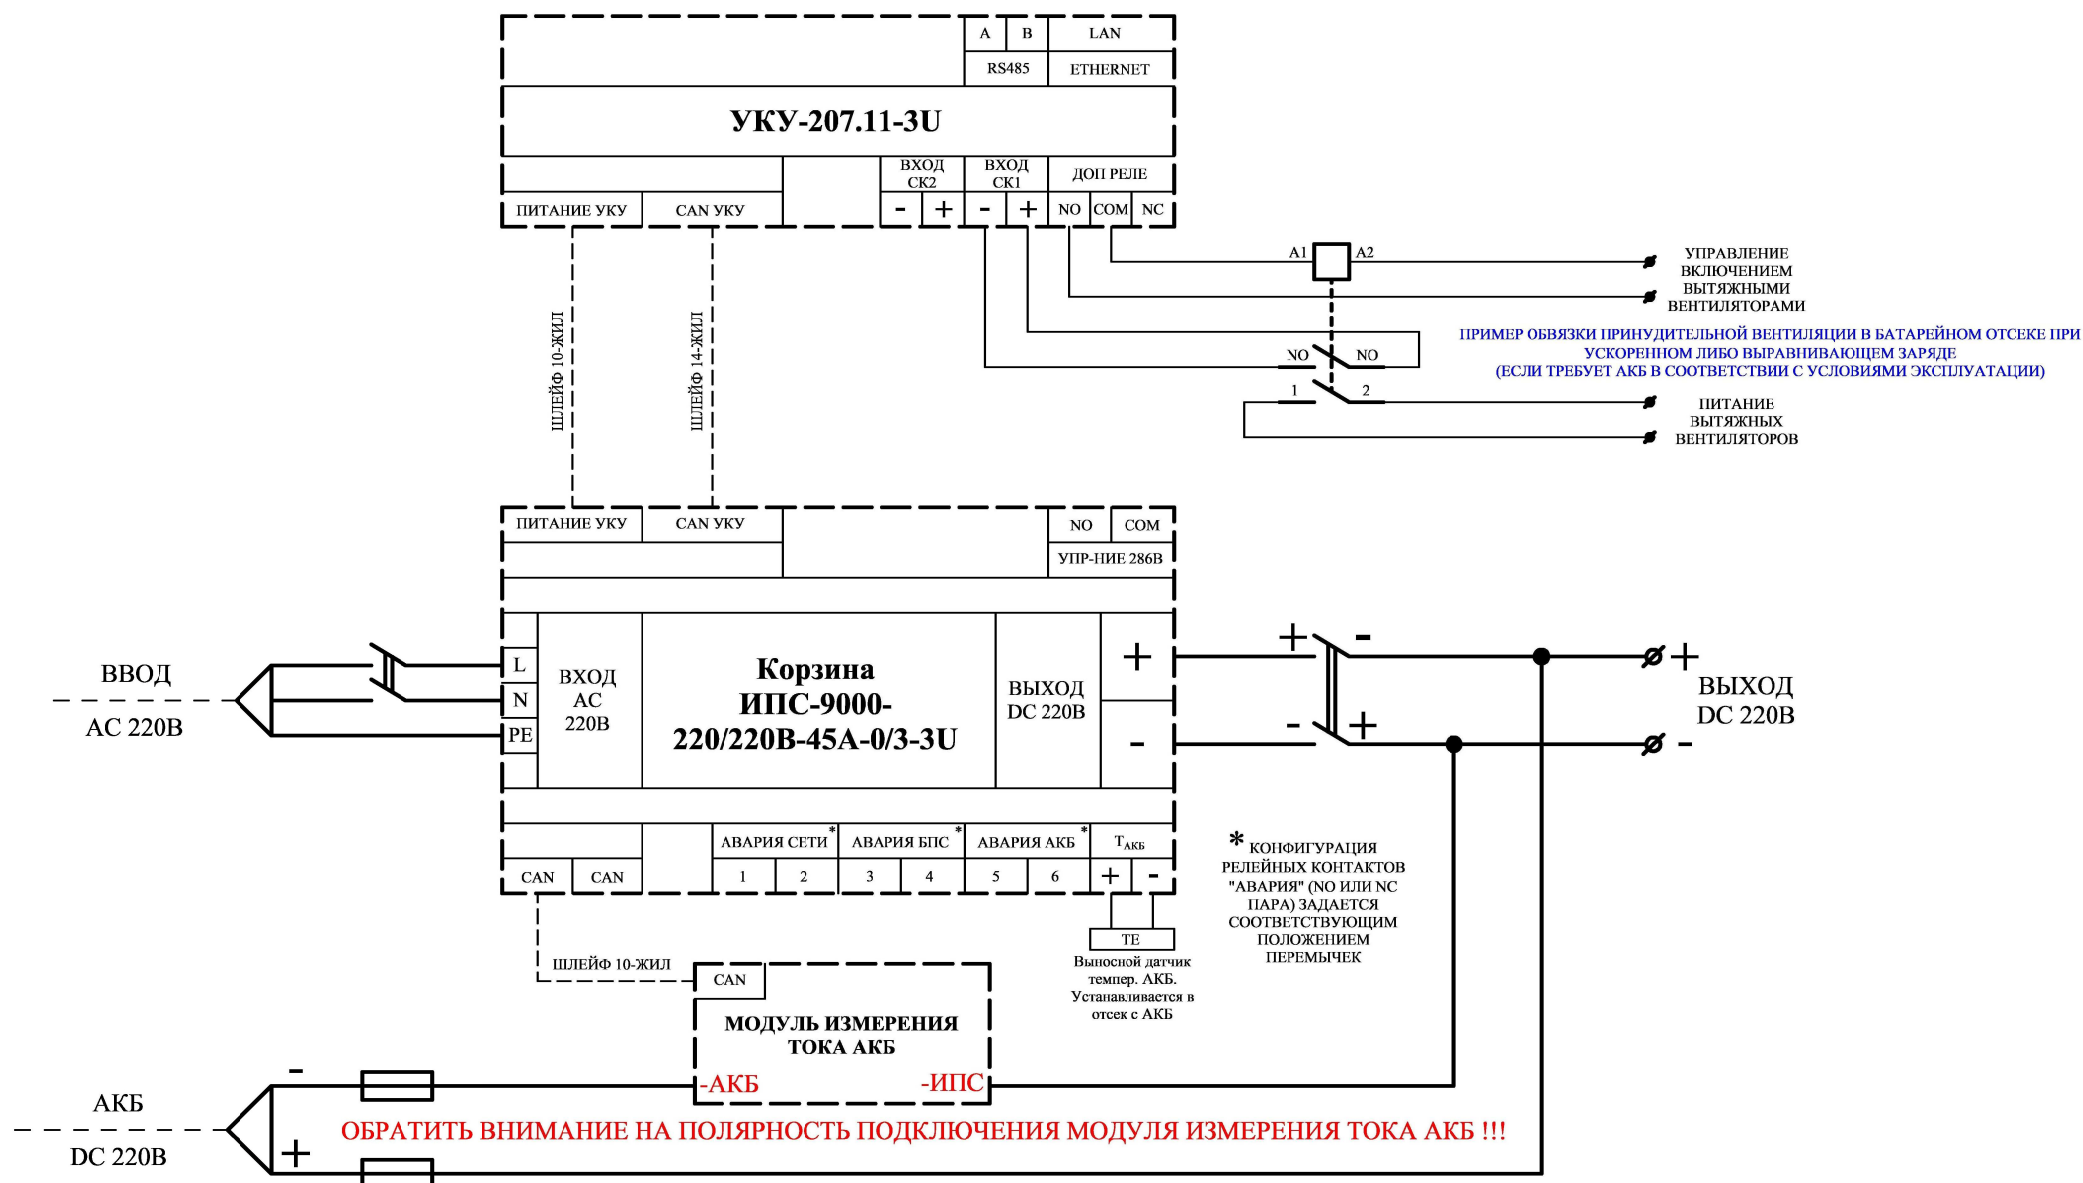 A B LAN
RS485 ETHERNET
УКУ-207.11-3U
ВХОД СК2
ВХОД СК1
ДОП РЕЛЕ
ПИТАНИЕ УКУ CAN УКУ - + - + NO COM NC
A1 A2
УПРАВЛЕНИЕ
ВКЛЮЧЕНИЕМ
ВЫТЯЖНЫМИ
ВЕНТИЛЯТОРАМИ
ШЛЕЙФ 10-ЖИЛ
ШЛЕЙФ 14-ЖИЛ
ПРИМЕР ОБВЯЗКИ ПРИНУДИТЕЛЬНОЙ ВЕНТИЛЯЦИИ В БАТАРЕЙНОМ ОТСЕКЕ ПРИ
УСКОРЕННОМ ЛИБО ВЫРАВНИВАЮЩЕМ ЗАРЯДЕ
(ЕСЛИ ТРЕБУЕТ АКБ В СООТВЕТСТВИИ С УСЛОВИЯМИ ЭКСПЛУАТАЦИИ)
NO NO
1 2
ПИТАНИЕ
ВЫТЯЖНЫХ
ВЕНТИЛЯТОРОВ
ПИТАНИЕ УКУ CAN УКУ NO COM
УПР-НИЕ 286В
ВВОД
AC 220В
L
N
PE
ВХОД
AC
220В
Корзина
ИПС-9000-
220/220В-45А-0/3-3U
ВЫХОД
DC 220В
+
-
+ -
- +
+
ВЫХОД
DC 220В
-
АВАРИЯ СЕТИ* АВАРИЯ БПС* АВАРИЯ АКБ* TАКБ
CAN CAN 1 2 3 4 5 6 + -
* КОНФИГУРАЦИЯ
РЕЛЕЙНЫХ КОНТАКТОВ
"АВАРИЯ" (NO ИЛИ NC
ПАРА) ЗАДАЕТСЯ
СООТВЕТСТВУЮЩИМ
ПОЛОЖЕНИЕМ
ПЕРЕМЫЧЕК
TE
Выносной датчик
темпер. АКБ.
Устанавливается в
отсек с АКБ
ШЛЕЙФ 10-ЖИЛ
CAN
МОДУЛЬ ИЗМЕРЕНИЯ
ТОКА АКБ
-АКБ -ИПС
-
АКБ
DC 220В
+
ОБРАТИТЬ ВНИМАНИЕ НА ПОЛЯРНОСТЬ ПОДКЛЮЧЕНИЯ МОДУЛЯ ИЗМЕРЕНИЯ ТОКА АКБ !!!